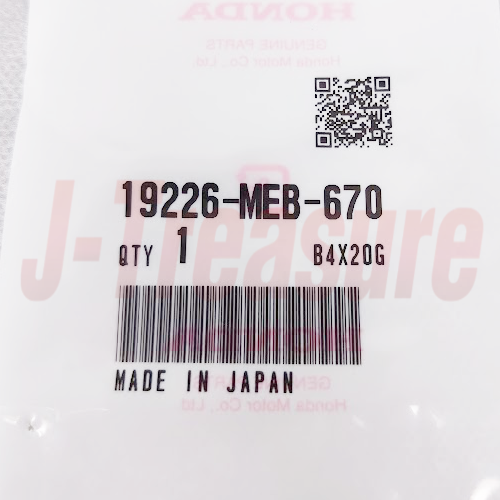 HONDA
GENUINE PARTS
Honda Motor Co., Ltd.
19226-MEB-670
J-Treasure
QTY 1 B4X20G
HONDA
MADE IN JAPAN
GENUINE PARTS
Honda Motor Co., Ltd.